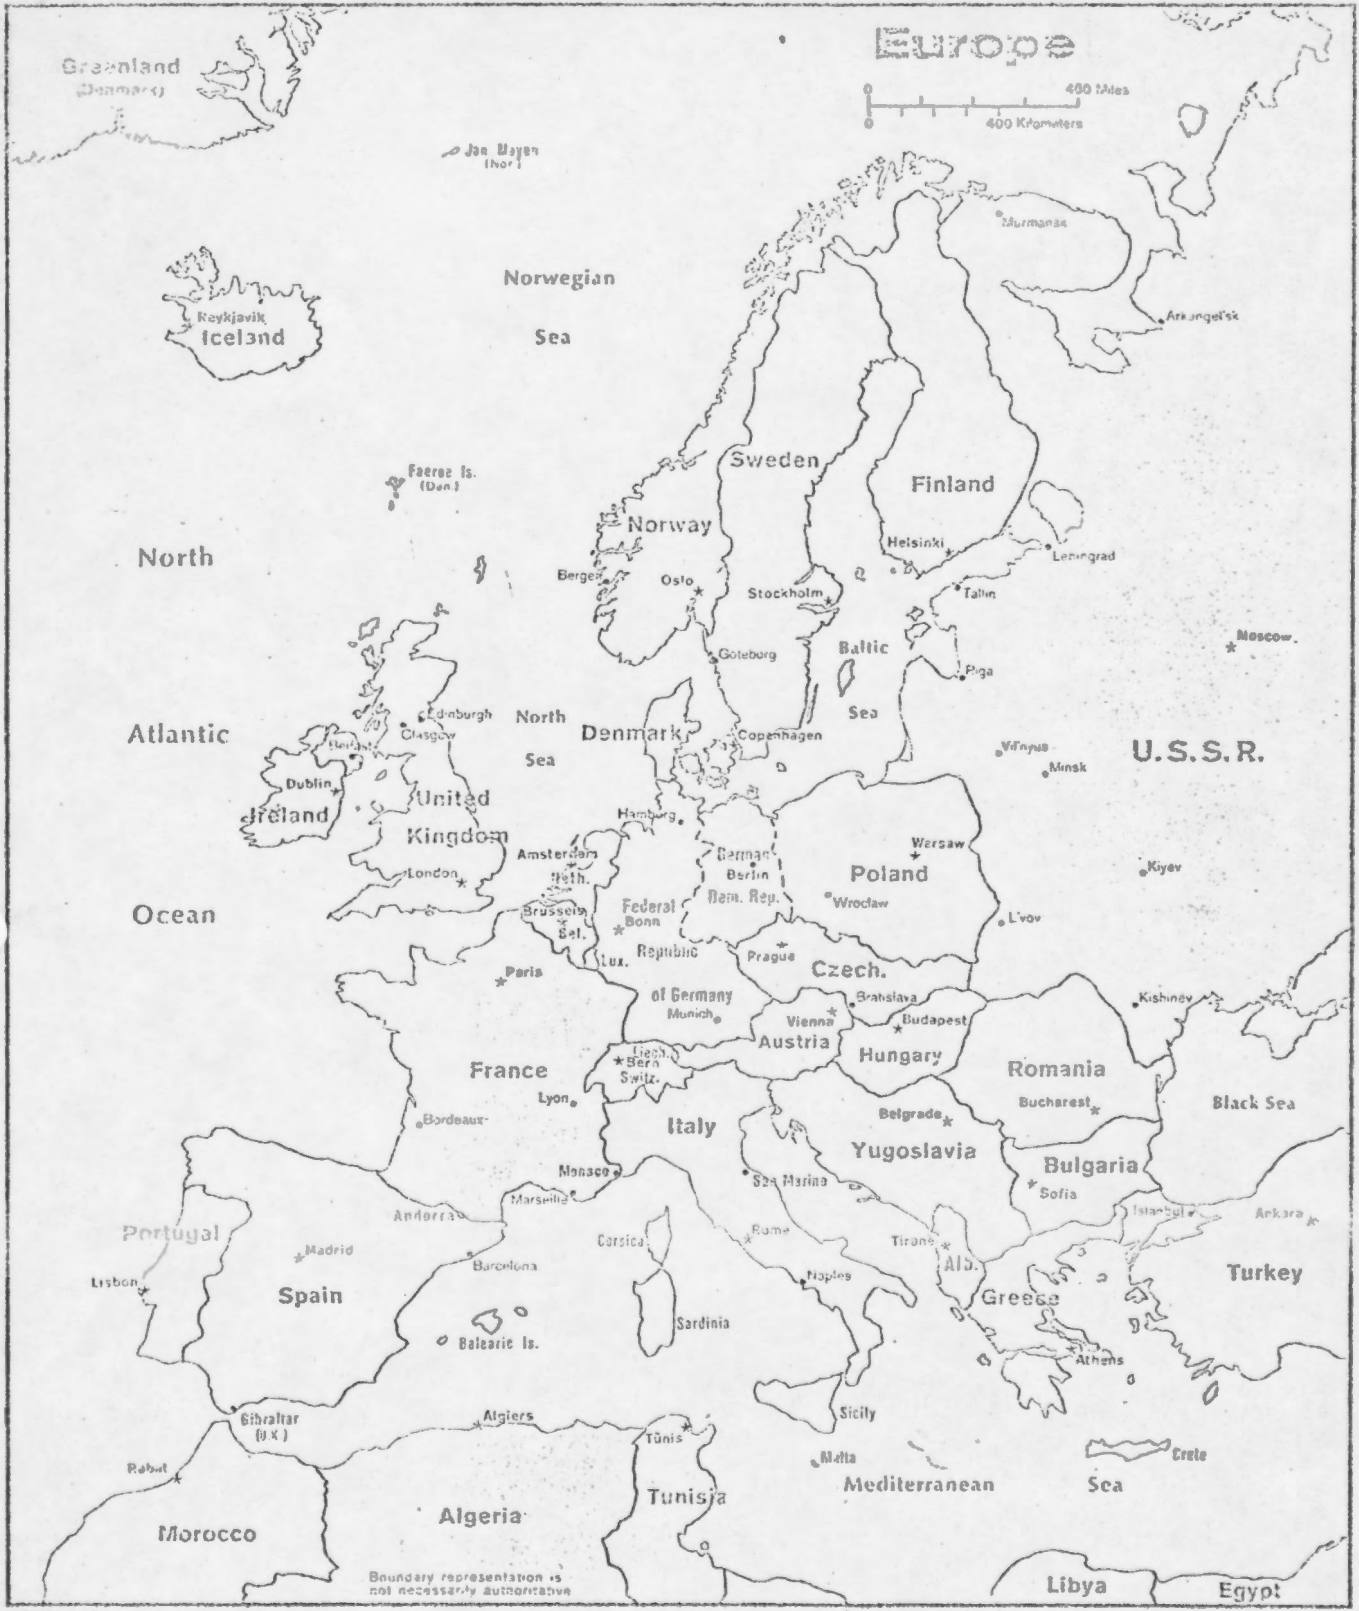 Europe
Greenland
(Denmark)
0 400 Miles
0 400 Kilometers
Jan Mayen
(Nor.)
Murmansk
Norwegian
Sea
Reykjavik
Iceland
Arkangel'sk
Sweden
Faeroe Is.
(Den.)
Finland
Norway
Helsinki
Leningrad
North
Bergen
Oslo
Stockholm
Tallin
Moscow
Baltic
Göteborg
Riga
Sea
Edinburgh
Glasgow
North
Sea
Denmark
Copenhagen
Atlantic
Belfast
Vil'nyus
Minsk
U.S.S.R.
Dublin
Ireland
United
Kingdom
Hamburg
Amsterdam
Neth.
German
Berlin
Dem. Rep.
Warsaw
Poland
Wroclaw
Kiyev
London
Ocean
Brussels
Bel.
Federal
Bonn
Republic
of Germany
Munich
L'vov
Lux.
Prague
Czech.
Paris
Bratislava
Kishinev
Vienna
Austria
Budapest
Hungary
Liech.
Bern
Switz.
France
Romania
Lyon
Bucharest
Black Sea
Belgrade
Bordeaux
Italy
Yugoslavia
Bulgaria
Sofia
Monaco
San Marino
Marseille
Andorra
Istanbul
Ankara
Portugal
Corsica
Rome
Tirane
Alb.
Madrid
Barcelona
Lisbon
Spain
Naples
Turkey
Greece
Sardinia
Balearic Is.
Athens
Gibraltar
(U.K.)
Algiers
Tunis
Sicily
Rabat
Malta
Mediterranean
Sea
Crete
Tunisia
Algeria
Morocco
Boundary representation is
not necessarily authoritative
Libya
Egypt